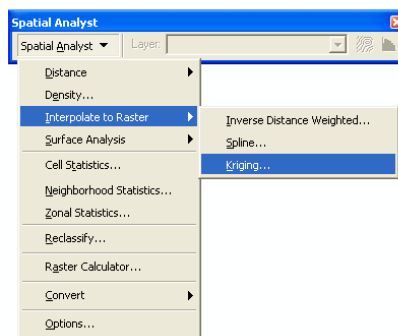 Spatial Analyst
Spatial Analyst Layer:
Distance
Density...
Interpolate to Raster
Surface Analysis
Cell Statistics...
Neighborhood Statistics...
Zonal Statistics...
Reclassify...
Raster Calculator...
Convert
Options...
Inverse Distance Weighted...
Spline...
Kriging...